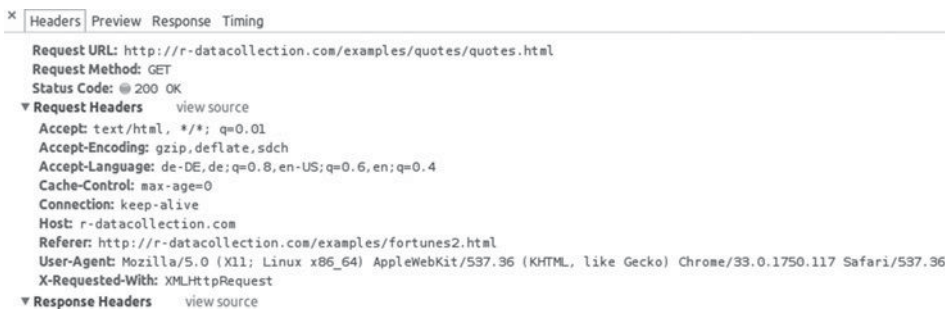 × Headers Preview Response Timing
Request URL: http://r-datacollection.com/examples/quotes/quotes.html
Request Method: GET
Status Code: 200 OK
▼ Request Headers view source
Accept: text/html, */*; q=0.01
Accept-Encoding: gzip,deflate,sdch
Accept-Language: de-DE,de;q=0.8,en-US;q=0.6,en;q=0.4
Cache-Control: max-age=0
Connection: keep-alive
Host: r-datacollection.com
Referer: http://r-datacollection.com/examples/fortunes2.html
User-Agent: Mozilla/5.0 (X11; Linux x86_64) AppleWebKit/537.36 (KHTML, like Gecko) Chrome/33.0.1750.117 Safari/537.36
X-Requested-With: XMLHttpRequest
▼ Response Headers view source